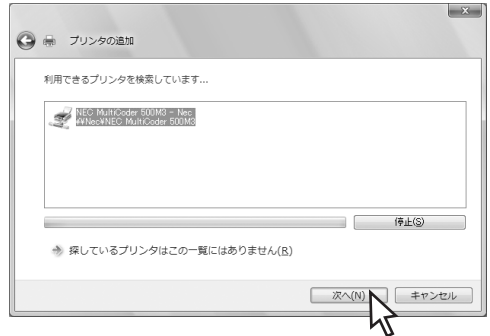 プリンタの追加
利用できるプリンタを検索しています...
NEC MultiCoder 500M3 - Nec
¥¥Nec¥NEC MultiCoder 500M3
停止(S)
探しているプリンタはこの一覧にはありません(R)
次へ(N)
キャンセル